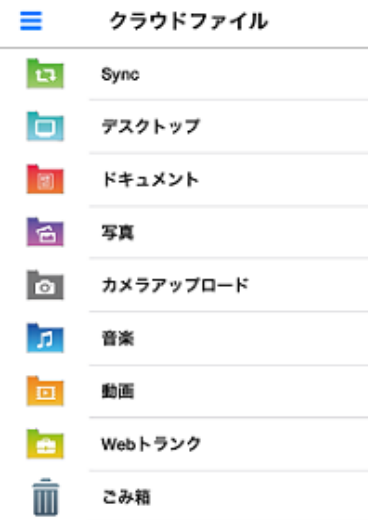 クラウドファイル
Sync
デスクトップ
ドキュメント
写真
カメラアップロード
音楽
動画
Webトランク
ごみ箱